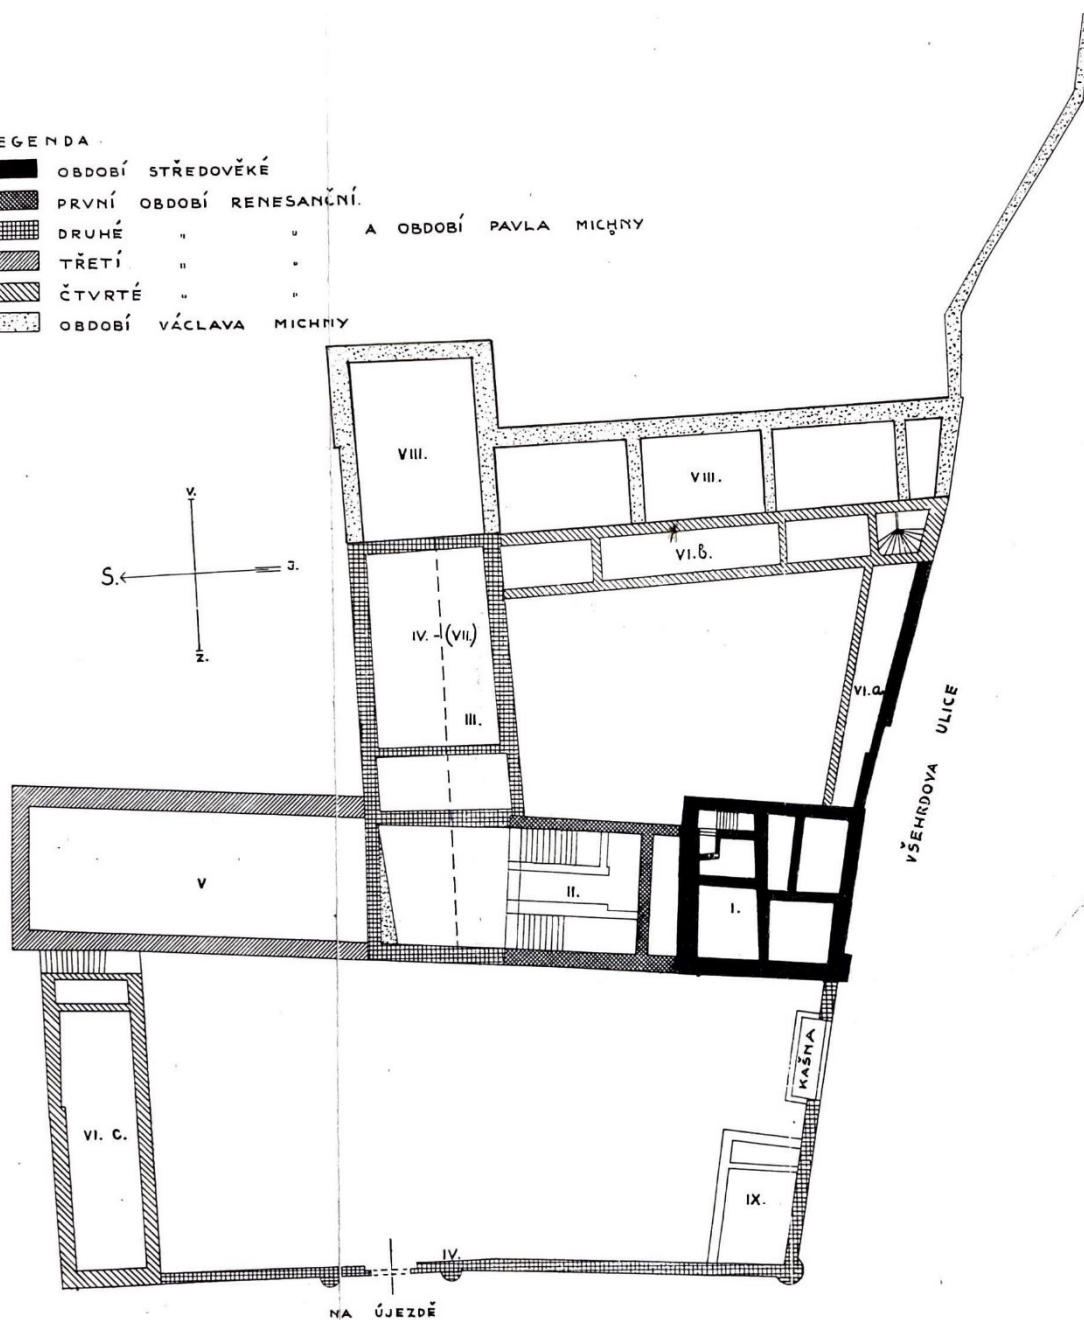 EGENDA
OBDOBÍ STŘEDOVĚKÉ
PRVNÍ OBDOBÍ RENESANČNÍ.
DRUHÉ " " A OBDOBÍ PAVLA MICHNY
TŘETÍ " "
ČTVRTÉ " "
OBDOBÍ VÁCLAVA MICHNY
VIII.
VIII.
V.
S.
J.
Z.
VI.B.
IV.-(VII.)
III.
VI.a
VŠEHRDOVA ULICE
V
II.
I.
KAŠNA
VI. C.
IX.
IV.
NA ÚJEZDĚ